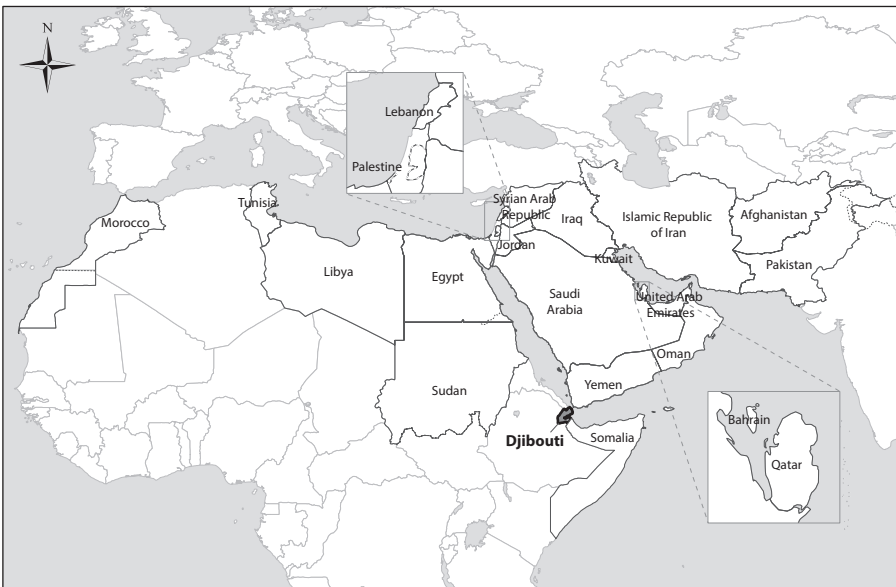 N
Lebanon
Palestine
Tunisia
Morocco
Syrian Arab
Republic
Iraq
Islamic Republic
of Iran
Afghanistan
Jordan
Kuwait
Pakistan
Libya
Egypt
Saudi
Arabia
United Arab
Emirates
Oman
Sudan
Yemen
Djibouti
Somalia
Bahrain
Qatar